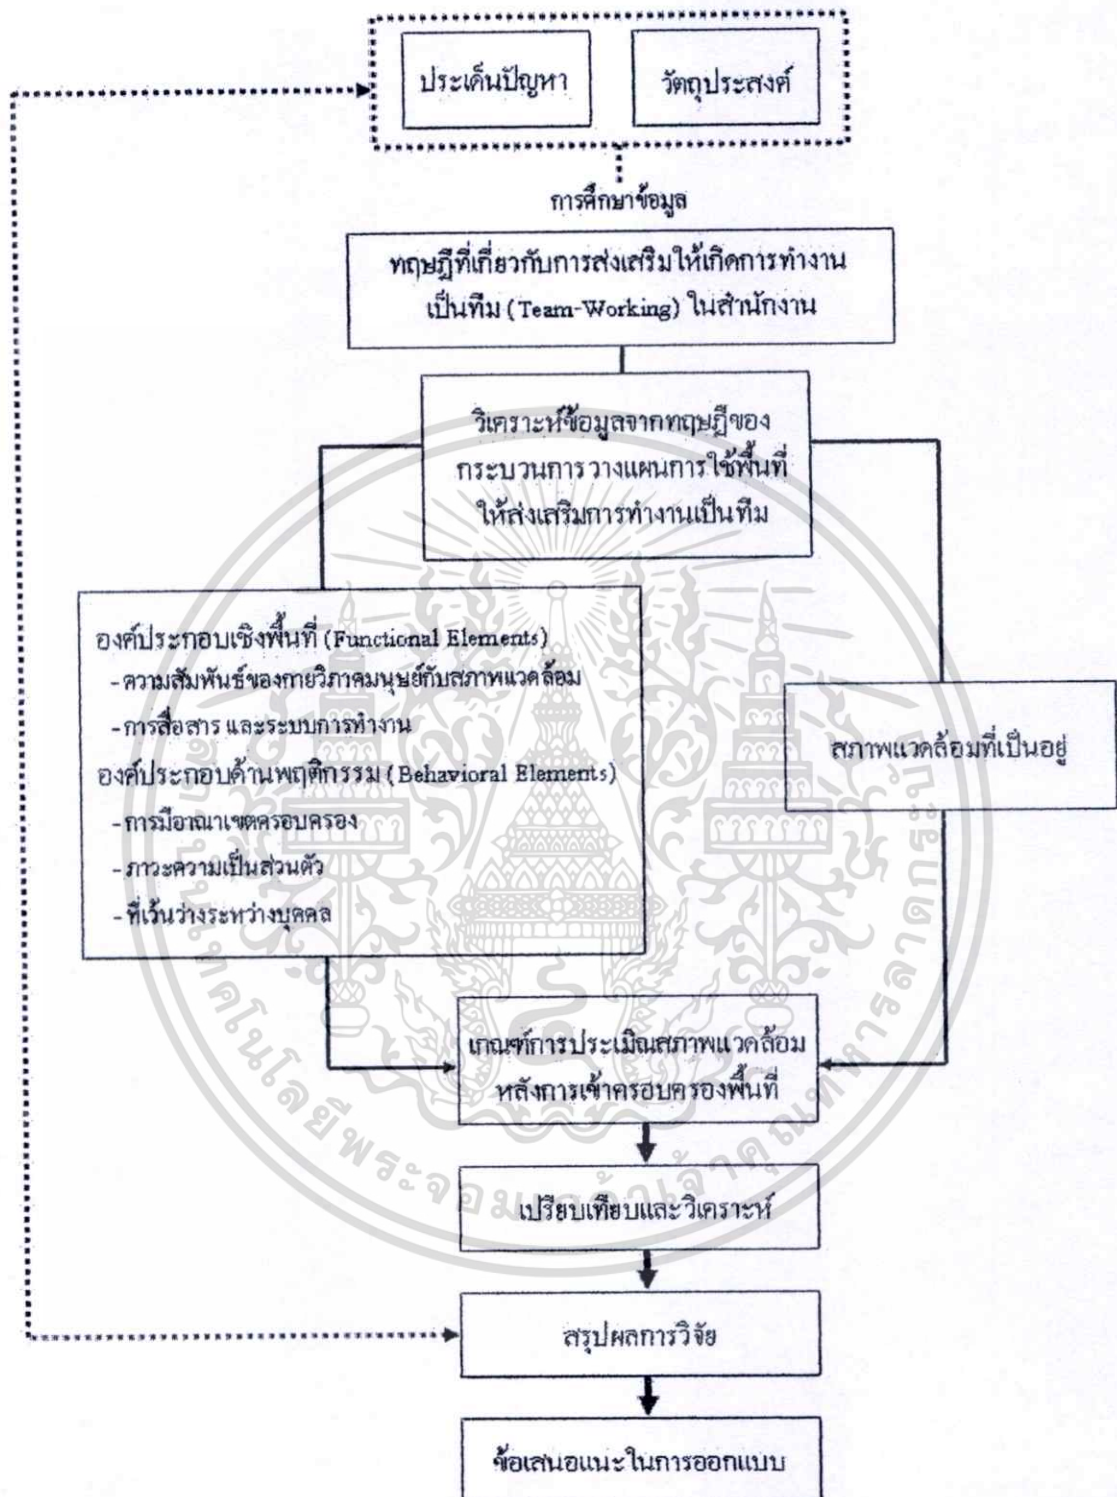 ประเด็นปัญหา
วัตถุประสงค์
การศึกษาข้อมูล
ทฤษฎีที่เกี่ยวกับการส่งเสริมให้เกิดการทำงาน
เป็นทีม (Team-Working) ในสำนักงาน
วิเคราะห์ข้อมูลจากทฤษฎีของ
กระบวนการวางแผนการใช้พื้นที่
ให้ส่งเสริมการทำงานเป็นทีม
องค์ประกอบเชิงพื้นที่ (Functional Elements)
-ความสัมพันธ์ของกายวิภาคมนุษย์กับสภาพแวดล้อม
-การสื่อสาร และระบบการทำงาน
องค์ประกอบด้านพฤติกรรม (Behavioral Elements)
-การมีอาณาเขตครอบครอง
-ภาวะความเป็นส่วนตัว
-ที่เว้นว่างระหว่างบุคคล
สภาพแวดล้อมที่เป็นอยู่
เกณฑ์การประเมิณสภาพแวดล้อม
หลังการเข้าครอบครองพื้นที่
เปรียบเทียบและวิเคราะห์
สรุปผลการวิจัย
ข้อเสนอแนะในการออกแบบ